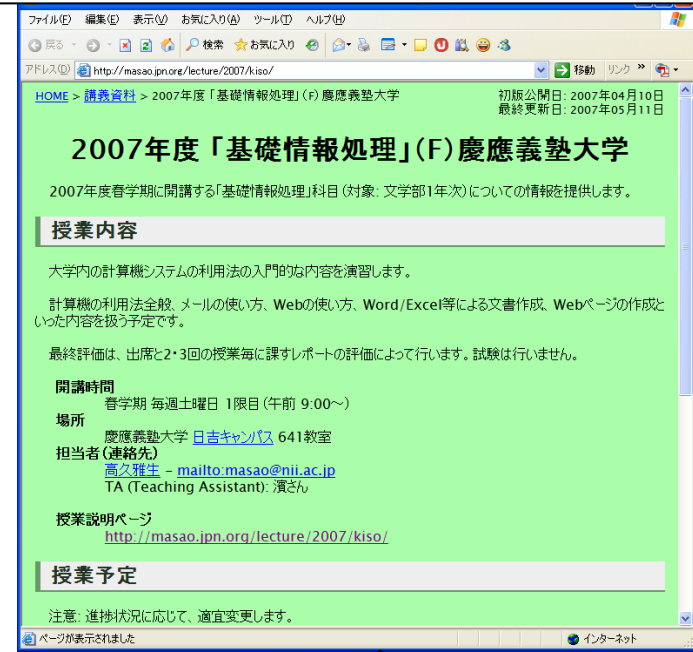 ファイル(F) 編集(E) 表示(V) お気に入り(A) ツール(T) ヘルプ(H)
戻る 検索 お気に入り
アドレス(D) http://masao.jpn.org/lecture/2007/kiso/ 移動 リンク »
HOME > 講義資料 > 2007年度「基礎情報処理」(F) 慶應義塾大学 初版公開日: 2007年04月10日
最終更新日: 2007年05月11日
2007年度「基礎情報処理」(F)慶應義塾大学
2007年度春学期に開講する「基礎情報処理」科目(対象: 文学部1年次)についての情報を提供します。
授業内容
大学内の計算機システムの利用法の入門的な内容を演習します。
計算機の利用法全般、メールの使い方、Webの使い方、Word/Excel等による文書作成、Webページの作成と
いった内容を扱う予定です。
最終評価は、出席と2・3回の授業毎に課すレポートの評価によって行います。試験は行いません。
開講時間
春学期 毎週土曜日 1限目(午前 9:00〜)
場所
慶應義塾大学 日吉キャンパス 641教室
担当者(連絡先)
高久雅生 – mailto:masao@nii.ac.jp
TA (Teaching Assistant): 濱さん
授業説明ページ
http://masao.jpn.org/lecture/2007/kiso/
授業予定
注意: 進捗状況に応じて、適宜変更します。
ページが表示されました インターネット